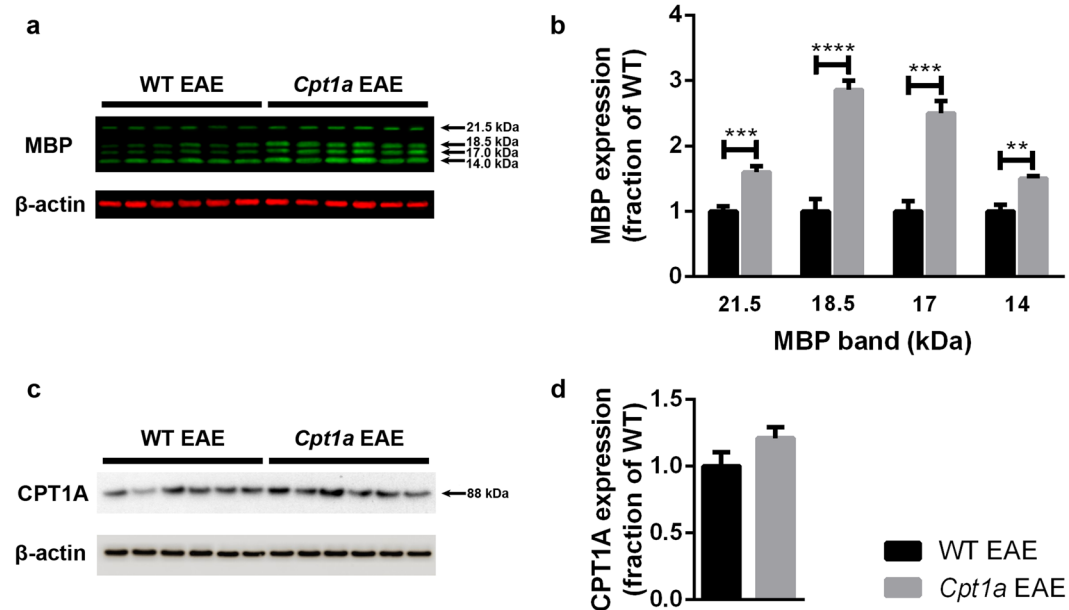 a
WT EAE
Cpt1a EAE
MBP
21.5 kDa
18.5 kDa
17.0 kDa
14.0 kDa
β-actin
b
MBP expression
(fraction of WT)
4
3
2
1
0
***
****
***
**
21.5
18.5
17
14
MBP band (kDa)
c
WT EAE
Cpt1a EAE
CPT1A
88 kDa
β-actin
d
CPT1A expression
(fraction of WT)
1.5
1.0
0.5
0.0
WT EAE
Cpt1a EAE